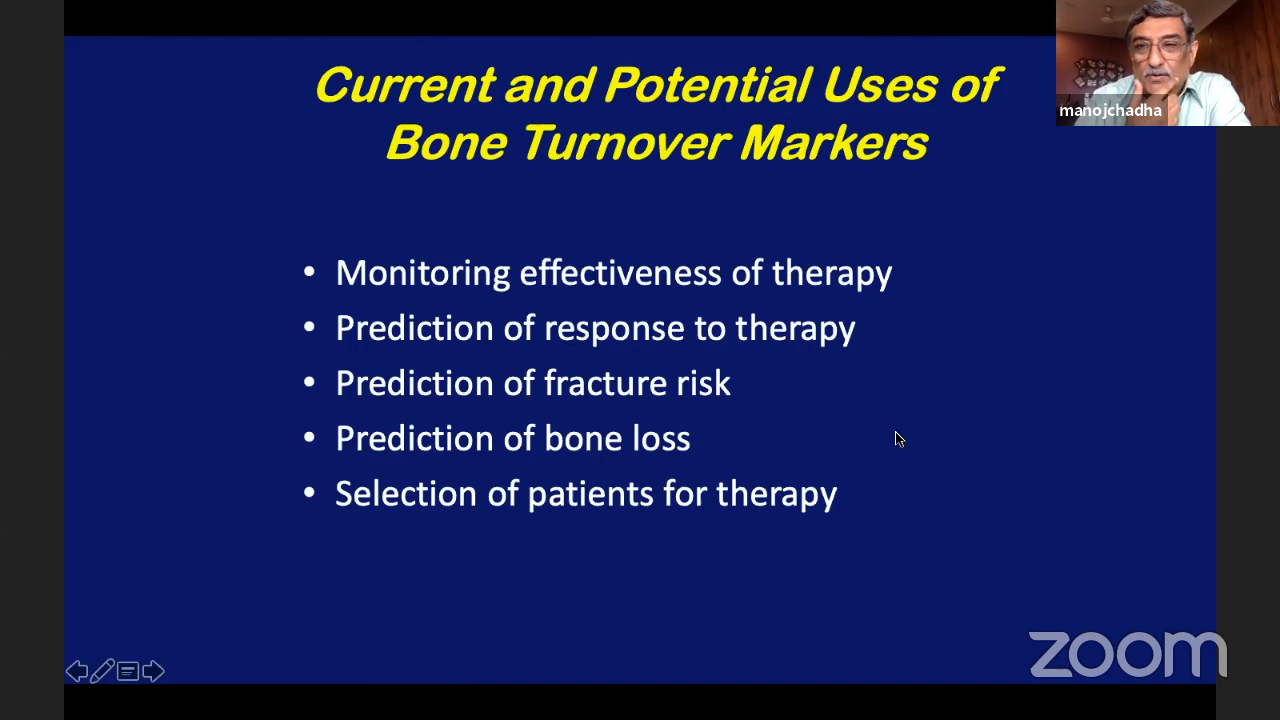 Current and Potential Uses of
Bone Turnover Markers
manojchadha
• Monitoring effectiveness of therapy
• Prediction of response to therapy
• Prediction of fracture risk
• Prediction of bone loss
• Selection of patients for therapy
zoom